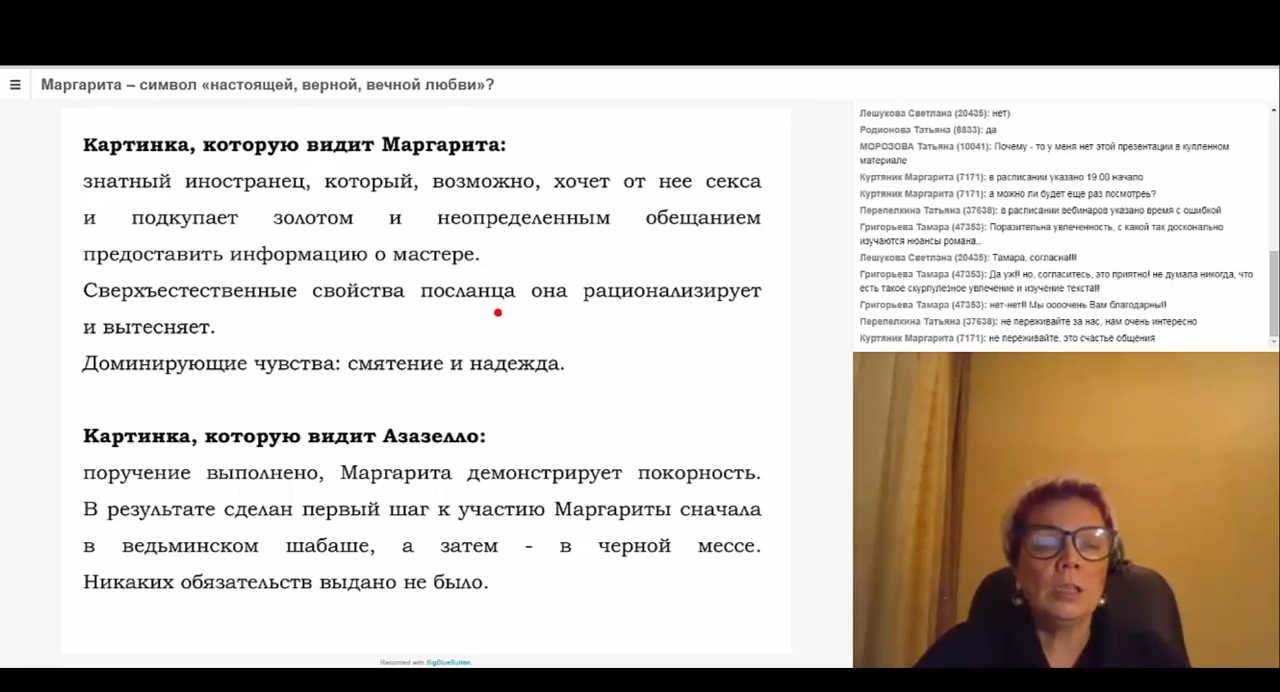 Маргарита – символ «настоящей, верной, вечной любви»?
Картинка, которую видит Маргарита:
знатный иностранец, который, возможно, хочет от нее секса
и подкупает золотом и неопределенным обещанием
предоставить информацию о мастере.
Сверхъестественные свойства посланца она рационализирует
и вытесняет.
Доминирующие чувства: смятение и надежда.
Картинка, которую видит Азазелло:
поручение выполнено, Маргарита демонстрирует покорность.
В результате сделан первый шаг к участию Маргариты сначала
в ведьминском шабаше, а затем - в черной мессе.
Никаких обязательств выдано не было.
Recorded with BigBlueButton.
Лешукова Светлана (20435): нет)
Родионова Татьяна (8833): да
МОРОЗОВА Татьяна (10041): Почему - то у меня нет этой презентации в купленном
материале
Куртяник Маргарита (7171): в расписании указано 19.00 начало
Куртяник Маргарита (7171): а можно ли будет еще раз посмотреь?
Перепелкина Татьяна (37638): в расписании вебинаров указано время с ошибкой
Григорьева Тамара (47353): Поразительна увлеченность, с какой так досконально
изучаются нюансы романа..
Лешукова Светлана (20435): Тамара, согласна!!!
Григорьева Тамара (47353): Да уж!! но, согласитесь, это приятно! не думала никогда, что
есть такое скурпулезное увлечение и изучение текста!!!
Григорьева Тамара (47353): нет-нет!! Мы оооочень Вам благодарны!!
Перепелкина Татьяна (37638): не переживайте за нас, нам очень интересно
Куртяник Маргарита (7171): не переживайте. это счастье общения